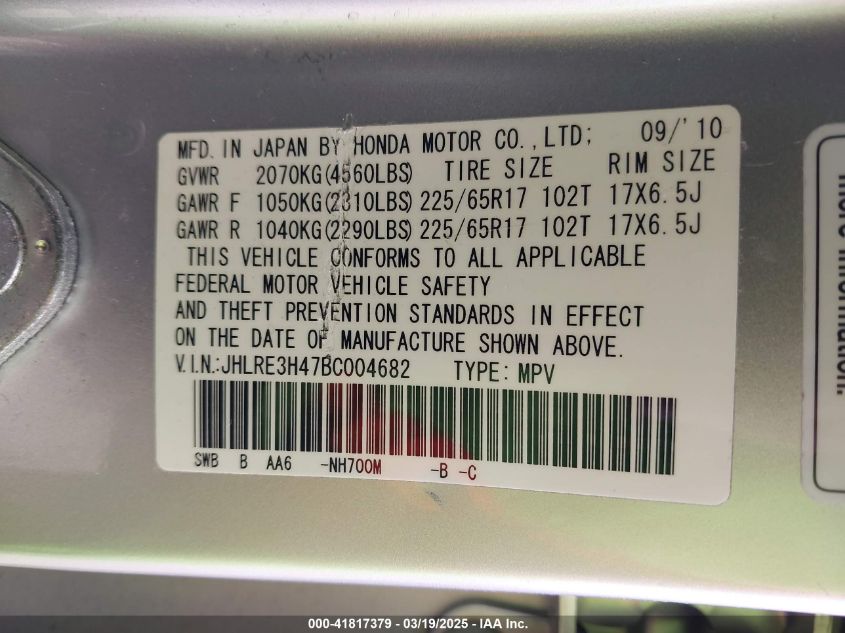 MFD. IN JAPAN BY HONDA MOTOR CO.,LTD; 09/'10
GVWR 2070KG(4560LBS) TIRE SIZE RIM SIZE
GAWR F 1050KG(2310LBS) 225/65R17 102T 17X6.5J
GAWR R 1040KG(2290LBS) 225/65R17 102T 17X6.5J
THIS VEHICLE CONFORMS TO ALL APPLICABLE
FEDERAL MOTOR VEHICLE SAFETY
AND THEFT PREVENTION STANDARDS IN EFFECT
ON THE DATE OF MANUFACTURE SHOWN ABOVE.
V.I.N.:JHLRE3H47BC004682 TYPE: MPV
SWB B AA6 -NH700M -B -C
more information.
000-41817379 - 03/19/2025 - IAA Inc.